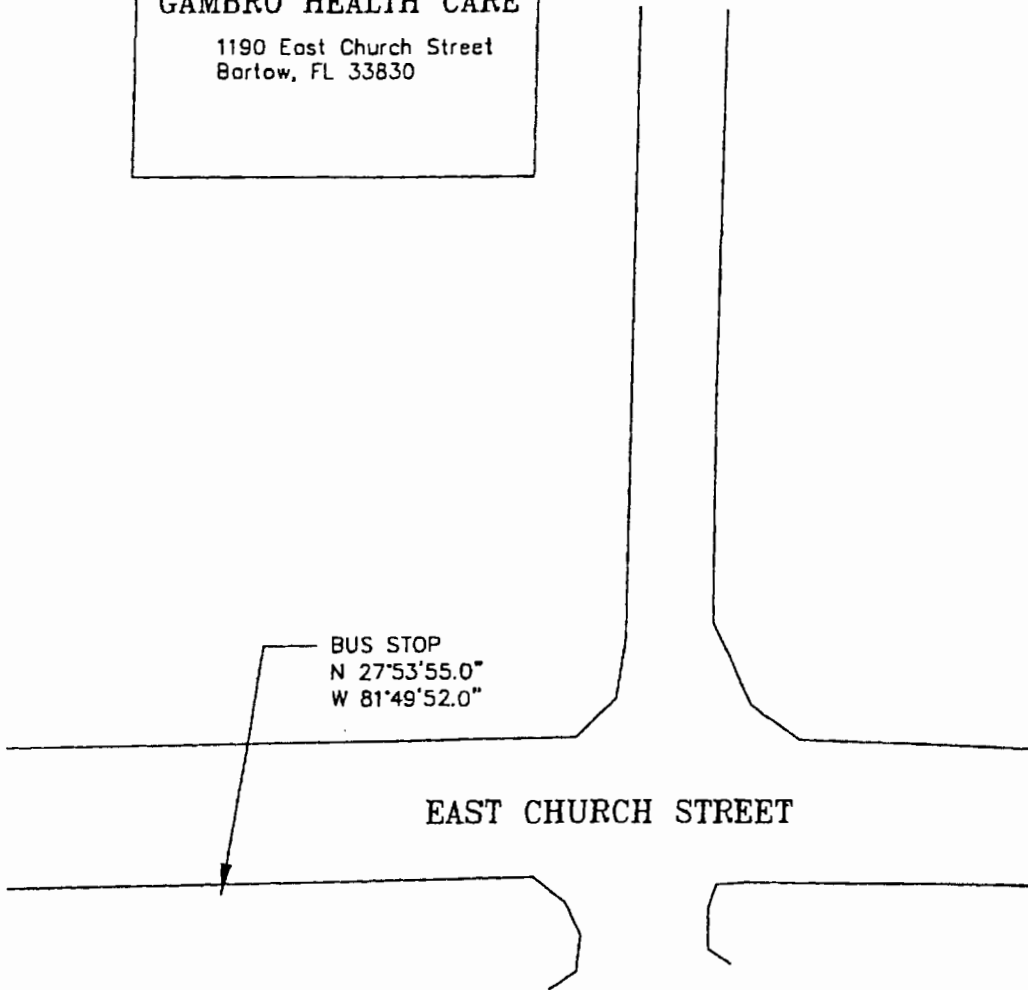 GAMBRO HEALTH CARE
1190 East Church Street
Bartow, FL 33830
BUS STOP
N 27°53'55.0"
W 81°49'52.0"
EAST CHURCH STREET